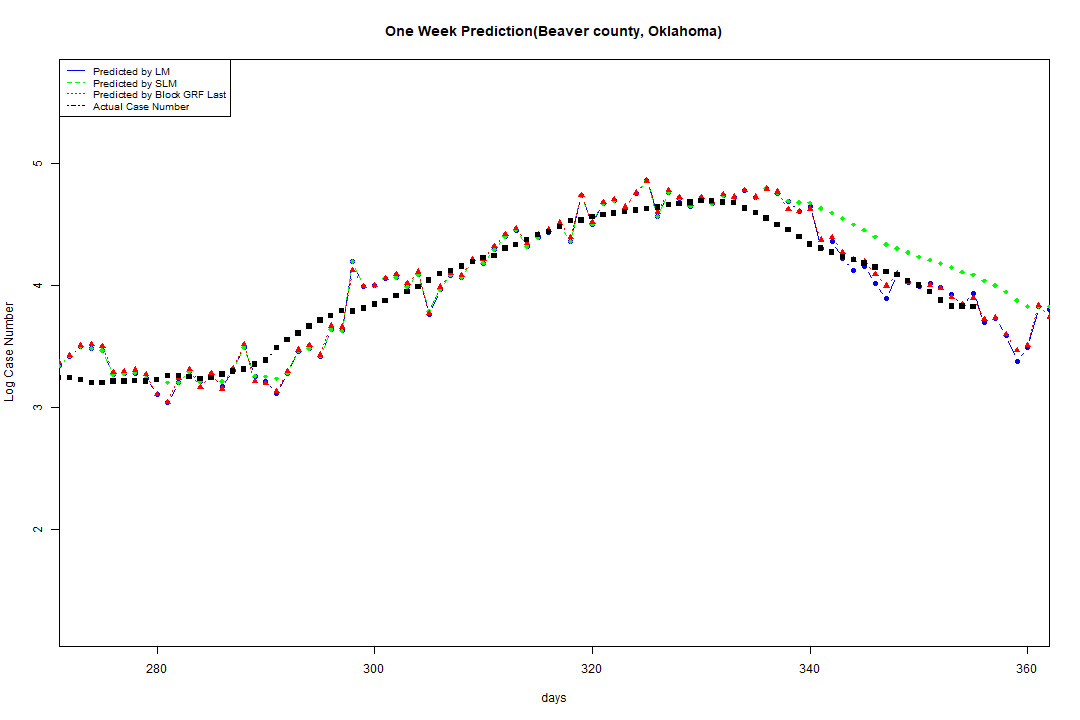 One Week Prediction(Beaver county, Oklahoma)
Predicted by LM
Predicted by SLM
Predicted by Block GRF Last
Actual Case Number
5
4
3
2
Log Case Number
280 300 320 340 360
days